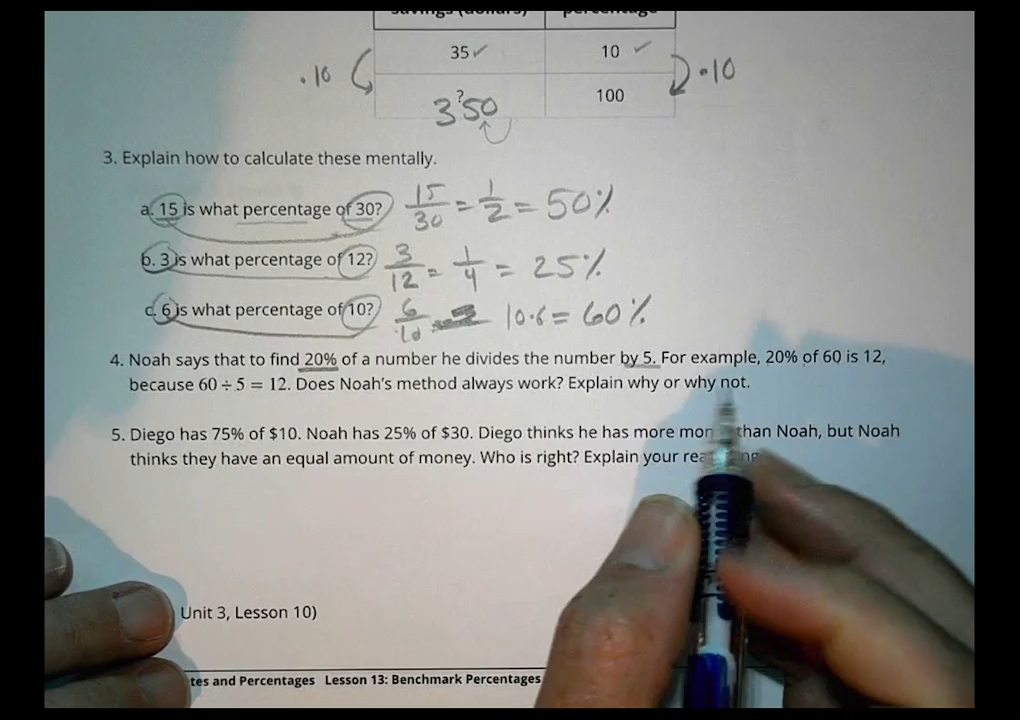 savings (dollars) percentage
35 ✓ 10 ✓
.10 .10
3?50 100
3. Explain how to calculate these mentally.
a. 15 is what percentage of 30? 15/30 = 1/2 = 50%
b. 3 is what percentage of 12? 3/12 = 1/4 = 25%
c. 6 is what percentage of 10? 6/10 10·6 = 60%
4. Noah says that to find 20% of a number he divides the number by 5. For example, 20% of 60 is 12,
because 60 ÷ 5 = 12. Does Noah's method always work? Explain why or why not.
5. Diego has 75% of $10. Noah has 25% of $30. Diego thinks he has more mon than Noah, but Noah
thinks they have an equal amount of money. Who is right? Explain your rea ng
Unit 3, Lesson 10)
tes and Percentages Lesson 13: Benchmark Percentages